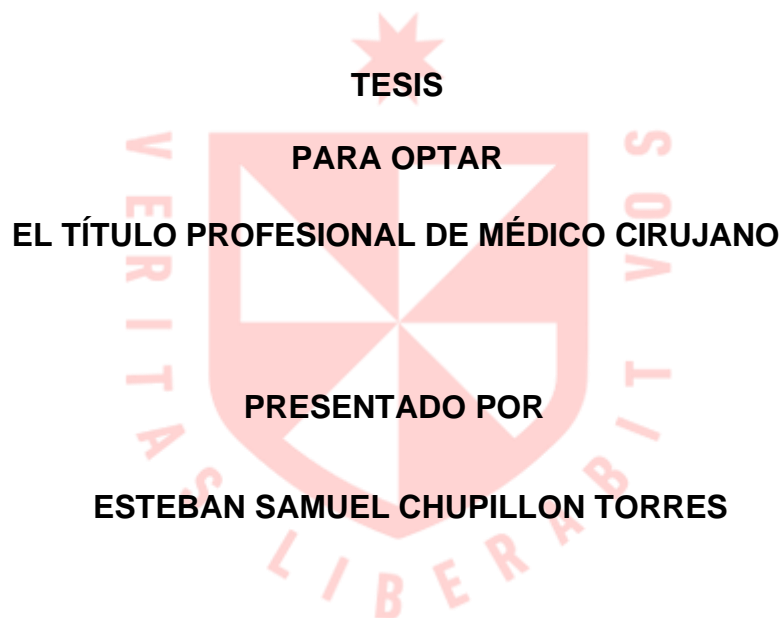 TESIS
PARA OPTAR
EL TÍTULO PROFESIONAL DE MÉDICO CIRUJANO
PRESENTADO POR
ESTEBAN SAMUEL CHUPILLON TORRES
VERITAS LIBERABIT VOS